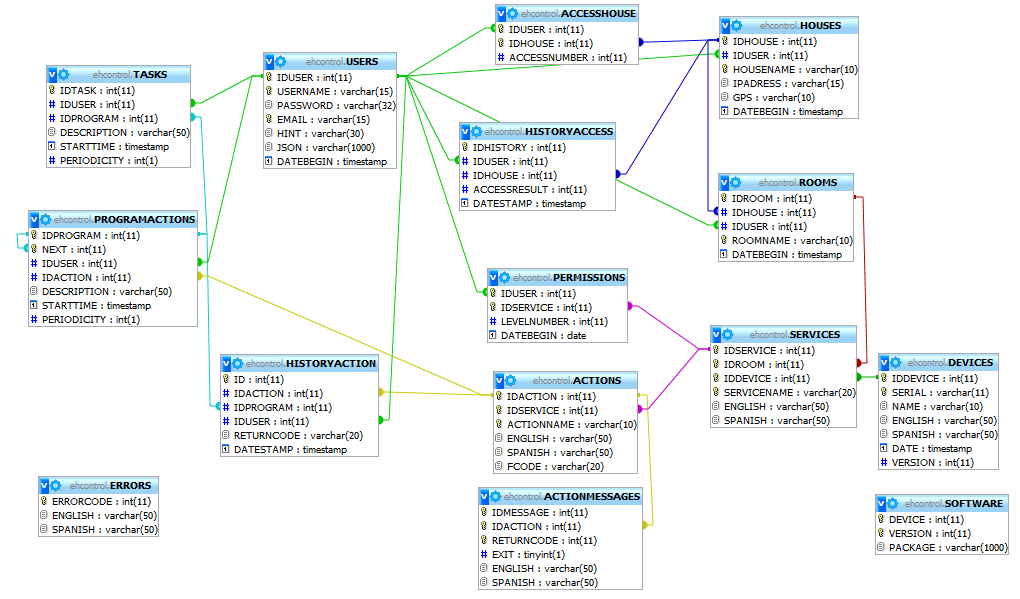 ehcontrol.ACCESSHOUSE
IDUSER : int(11)
IDHOUSE : int(11)
ACCESSNUMBER : int(11)
ehcontrol.HOUSES
IDHOUSE : int(11)
IDUSER : int(11)
HOUSENAME : varchar(10)
IPADRESS : varchar(15)
GPS : varchar(10)
DATEBEGIN : timestamp
ehcontrol.USERS
IDUSER : int(11)
USERNAME : varchar(15)
PASSWORD : varchar(32)
EMAIL : varchar(15)
HINT : varchar(30)
JSON : varchar(1000)
DATEBEGIN : timestamp
ehcontrol.TASKS
IDTASK : int(11)
IDUSER : int(11)
IDPROGRAM : int(11)
DESCRIPTION : varchar(50)
STARTTIME : timestamp
PERIODICITY : int(1)
ehcontrol.HISTORYACCESS
IDHISTORY : int(11)
IDUSER : int(11)
IDHOUSE : int(11)
ACCESSRESULT : int(11)
DATESTAMP : timestamp
ehcontrol.ROOMS
IDROOM : int(11)
IDHOUSE : int(11)
IDUSER : int(11)
ROOMNAME : varchar(10)
DATEBEGIN : timestamp
ehcontrol.PROGRAMACTIONS
IDPROGRAM : int(11)
NEXT : int(11)
IDUSER : int(11)
IDACTION : int(11)
DESCRIPTION : varchar(50)
STARTTIME : timestamp
PERIODICITY : int(1)
ehcontrol.PERMISSIONS
IDUSER : int(11)
IDSERVICE : int(11)
LEVELNUMBER : int(11)
DATEBEGIN : date
ehcontrol.SERVICES
IDSERVICE : int(11)
IDROOM : int(11)
IDDEVICE : int(11)
SERVICENAME : varchar(20)
ENGLISH : varchar(50)
SPANISH : varchar(50)
ehcontrol.HISTORYACTION
ID : int(11)
IDACTION : int(11)
IDPROGRAM : int(11)
IDUSER : int(11)
RETURNCODE : varchar(20)
DATESTAMP : timestamp
ehcontrol.DEVICES
IDDEVICE : int(11)
SERIAL : varchar(11)
NAME : varchar(10)
ENGLISH : varchar(50)
SPANISH : varchar(50)
DATE : timestamp
VERSION : int(11)
ehcontrol.ACTIONS
IDACTION : int(11)
IDSERVICE : int(11)
ACTIONNAME : varchar(10)
ENGLISH : varchar(50)
SPANISH : varchar(50)
FCODE : varchar(20)
ehcontrol.ERRORS
ERRORCODE : int(11)
ENGLISH : varchar(50)
SPANISH : varchar(50)
ehcontrol.ACTIONMESSAGES
IDMESSAGE : int(11)
IDACTION : int(11)
RETURNCODE : int(11)
EXIT : tinyint(1)
ENGLISH : varchar(50)
SPANISH : varchar(50)
ehcontrol.SOFTWARE
DEVICE : int(11)
VERSION : int(11)
PACKAGE : varchar(1000)